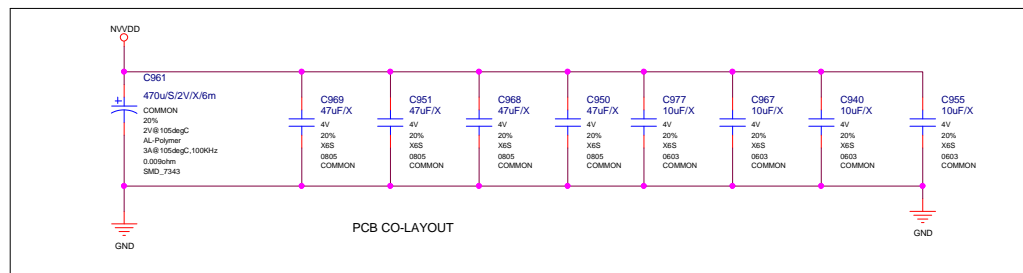 NVVDD
C961
470u/S/2V/X/6m
COMMON
20%
2V@105degC
AL-Polymer
3A@105degC,100KHz
0.009ohm
SMD_7343
C969
47uF/X
4V
20%
X6S
0805
COMMON
C951
47uF/X
4V
20%
X6S
0805
COMMON
C968
47uF/X
4V
20%
X6S
0805
COMMON
C950
47uF/X
4V
20%
X6S
0805
COMMON
C977
10uF/X
4V
20%
X6S
0603
COMMON
C967
10uF/X
4V
20%
X6S
0603
COMMON
C940
10uF/X
4V
20%
X6S
0603
COMMON
C955
10uF/X
4V
20%
X6S
0603
COMMON
GND
PCB CO-LAYOUT
GND